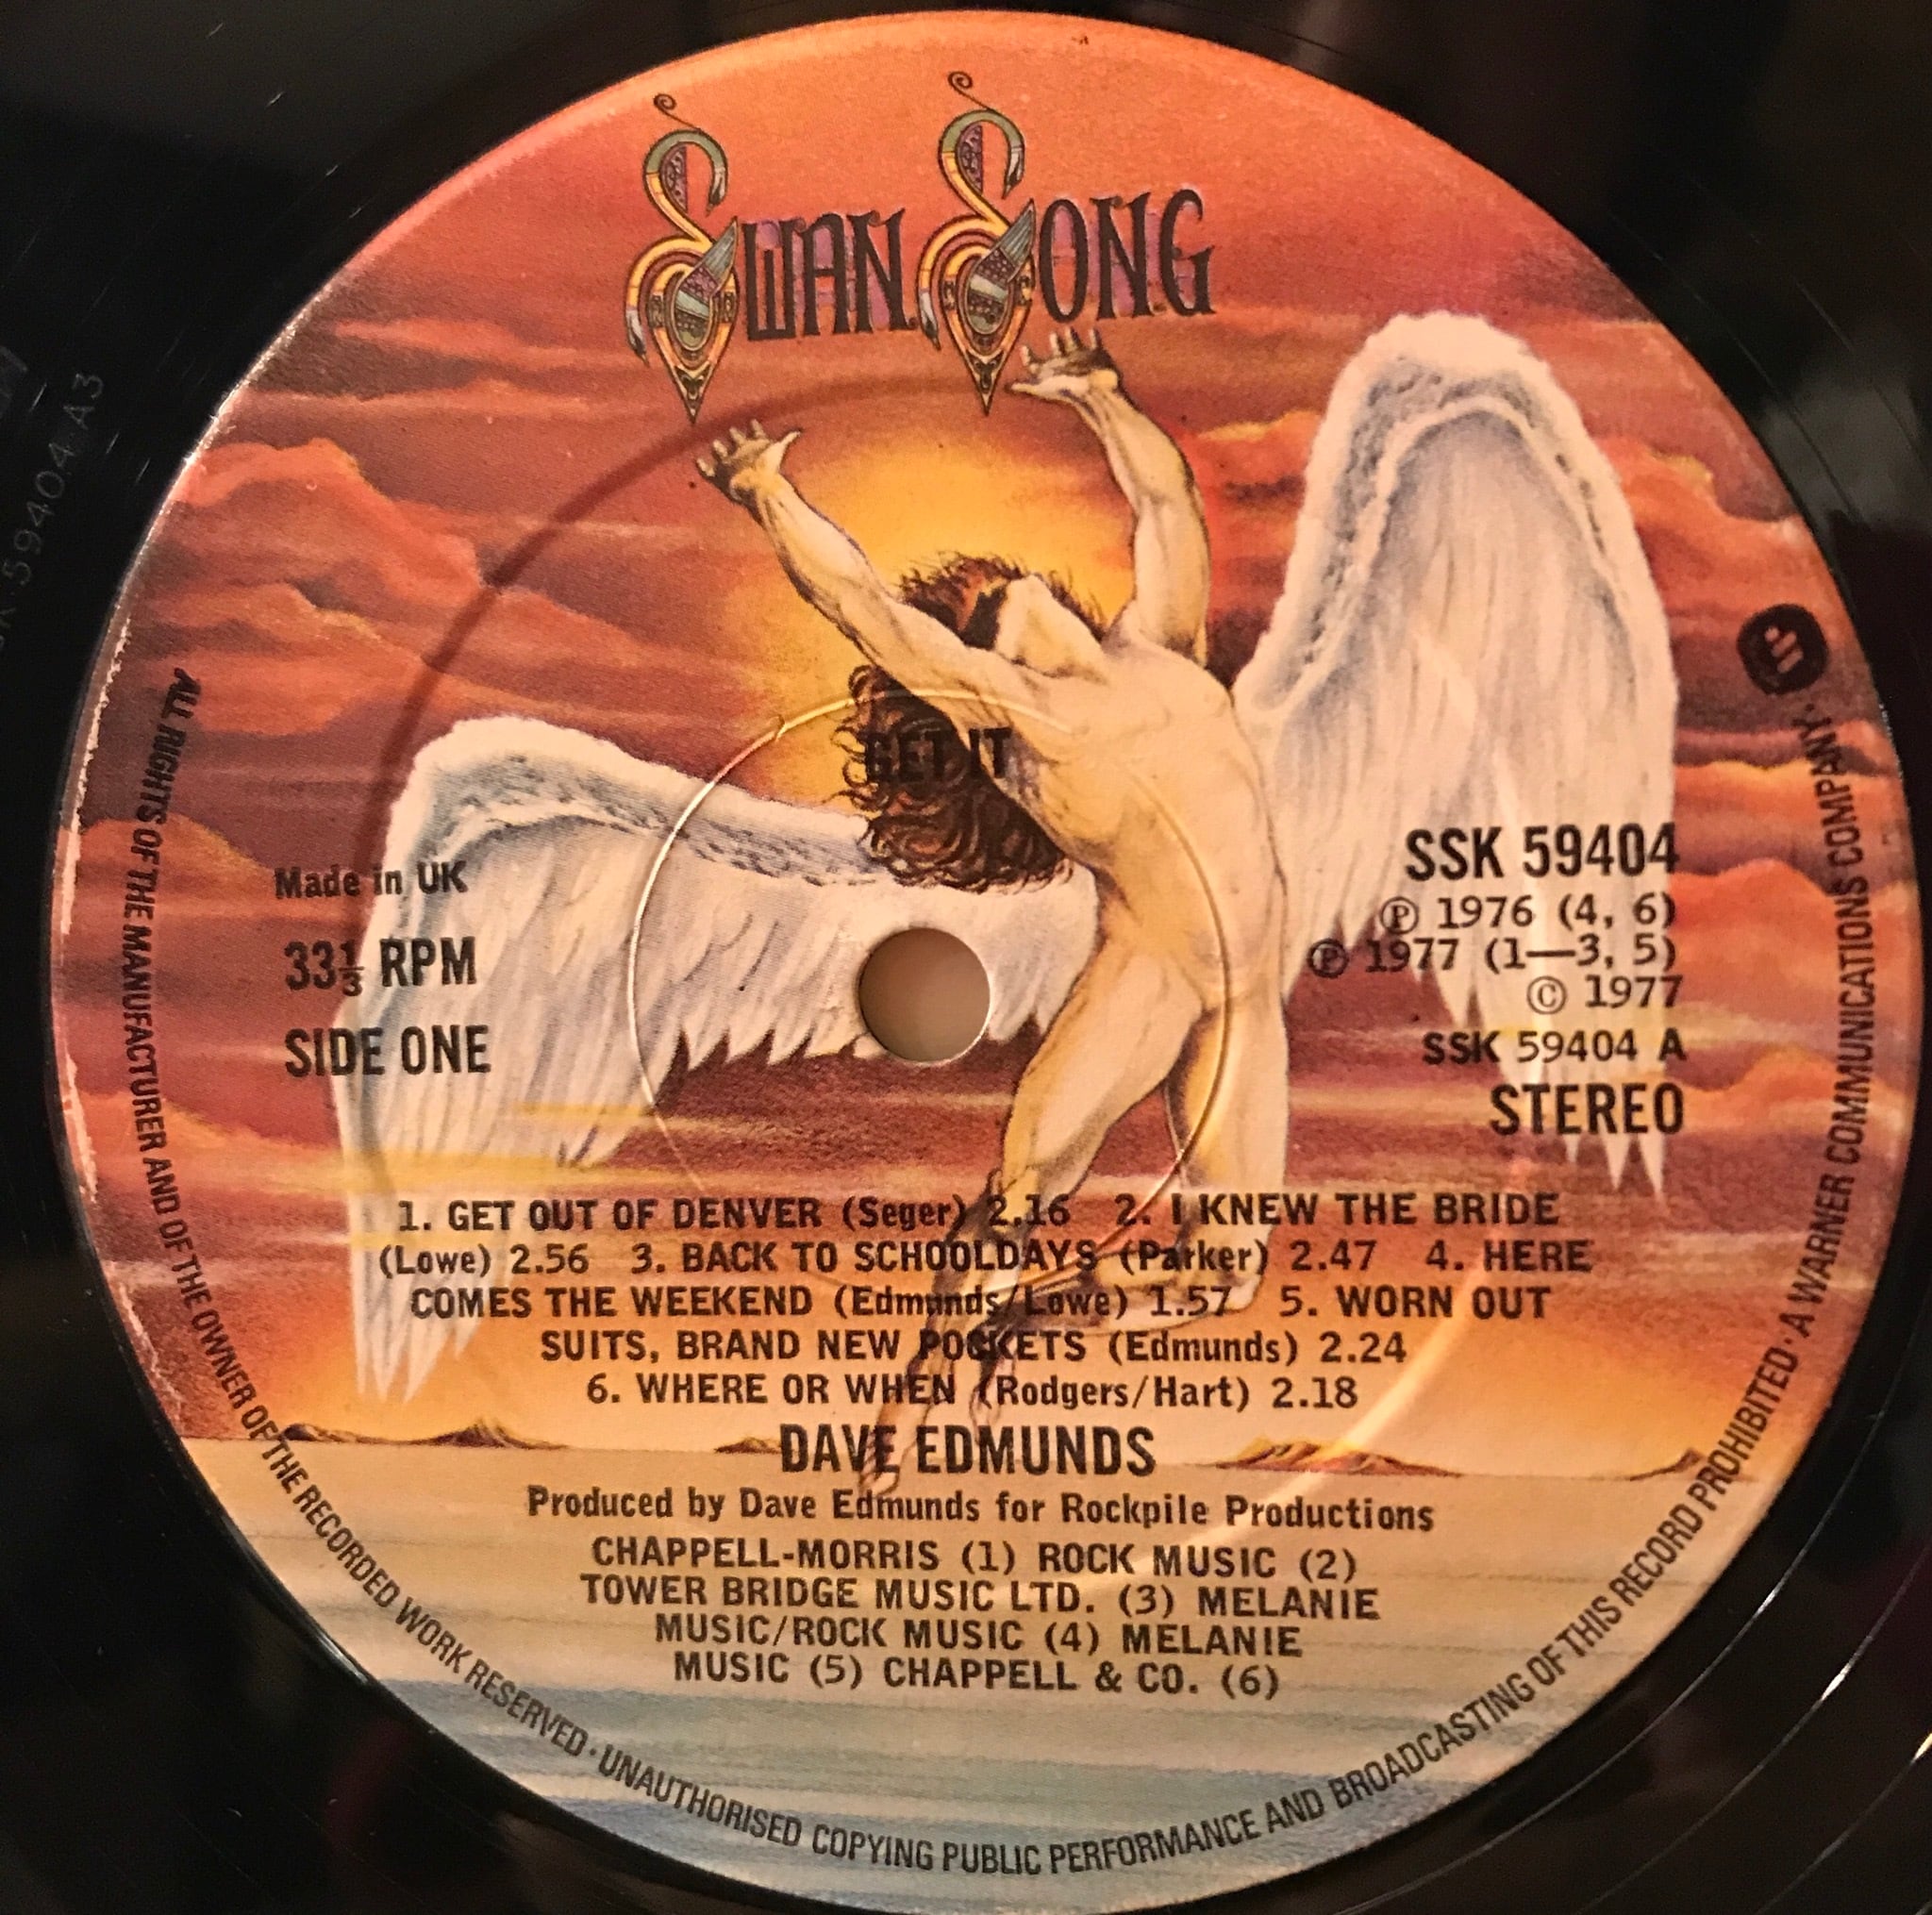 SWAN SONG
GET IT
Made in UK
33⅓ RPM
SIDE ONE
SSK 59404
Ⓟ 1976 (4, 6)
Ⓟ 1977 (1—3, 5)
© 1977
SSK 59404 A
STEREO
1. GET OUT OF DENVER (Seger) 2.16 2. I KNEW THE BRIDE
(Lowe) 2.56 3. BACK TO SCHOOLDAYS (Parker) 2.47 4. HERE
COMES THE WEEKEND (Edmunds/Lowe) 1.57 5. WORN OUT
SUITS, BRAND NEW POCKETS (Edmunds) 2.24
6. WHERE OR WHEN (Rodgers/Hart) 2.18
DAVE EDMUNDS
Produced by Dave Edmunds for Rockpile Productions
CHAPPELL-MORRIS (1) ROCK MUSIC (2)
TOWER BRIDGE MUSIC LTD. (3) MELANIE
MUSIC/ROCK MUSIC (4) MELANIE
MUSIC (5) CHAPPELL & CO. (6)
ALL RIGHTS OF THE MANUFACTURER AND OF THE OWNER OF THE RECORDED WORK RESERVED · UNAUTHORISED COPYING PUBLIC PERFORMANCE AND BROADCASTING OF THIS RECORD PROHIBITED · A WARNER COMMUNICATIONS COMPANY.
59404 A3